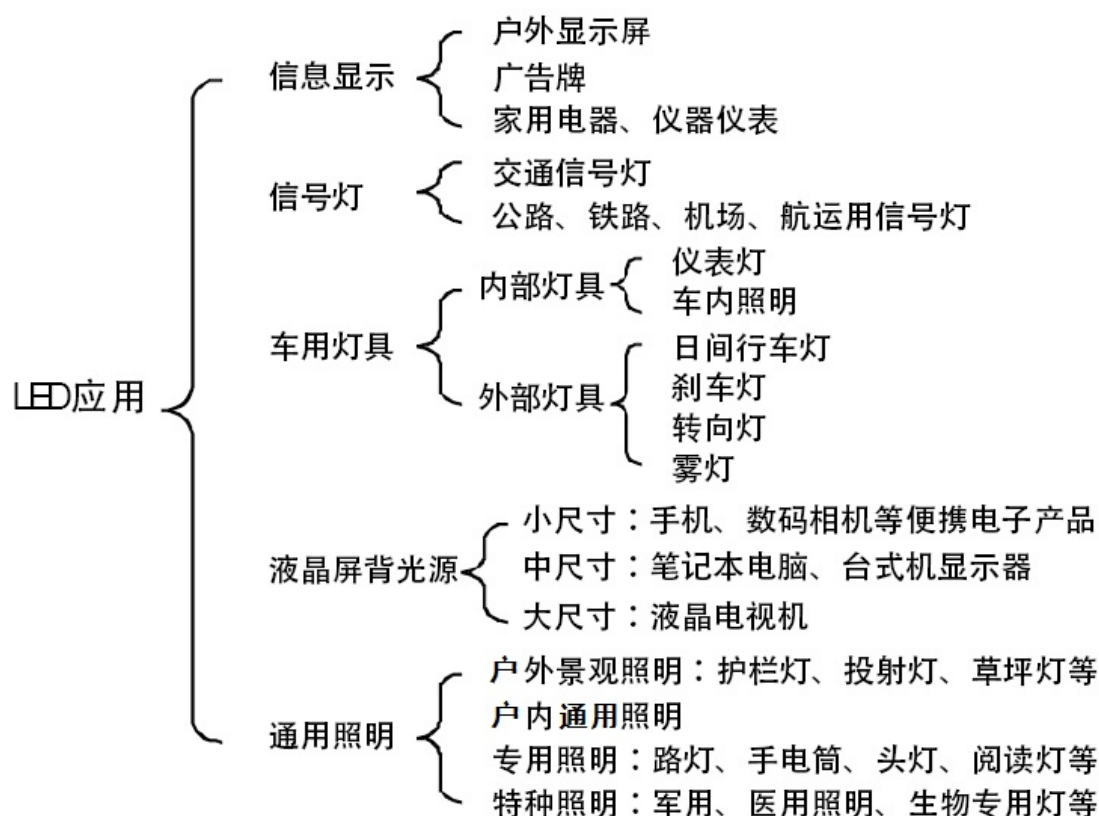 户外显示屏
信息显示
广告牌
家用电器、仪器仪表
交通信号灯
信号灯
公路、铁路、机场、航运用信号灯
仪表灯
内部灯具
车内照明
车用灯具
日间行车灯
外部灯具
刹车灯
转向灯
雾灯
LED应用
小尺寸：手机、数码相机等便携电子产品
液晶屏背光源
中尺寸：笔记本电脑、台式机显示器
大尺寸：液晶电视机
户外景观照明：护栏灯、投射灯、草坪灯等
户内通用照明
通用照明
专用照明：路灯、手电筒、头灯、阅读灯等
特种照明：军用、医用照明、生物专用灯等